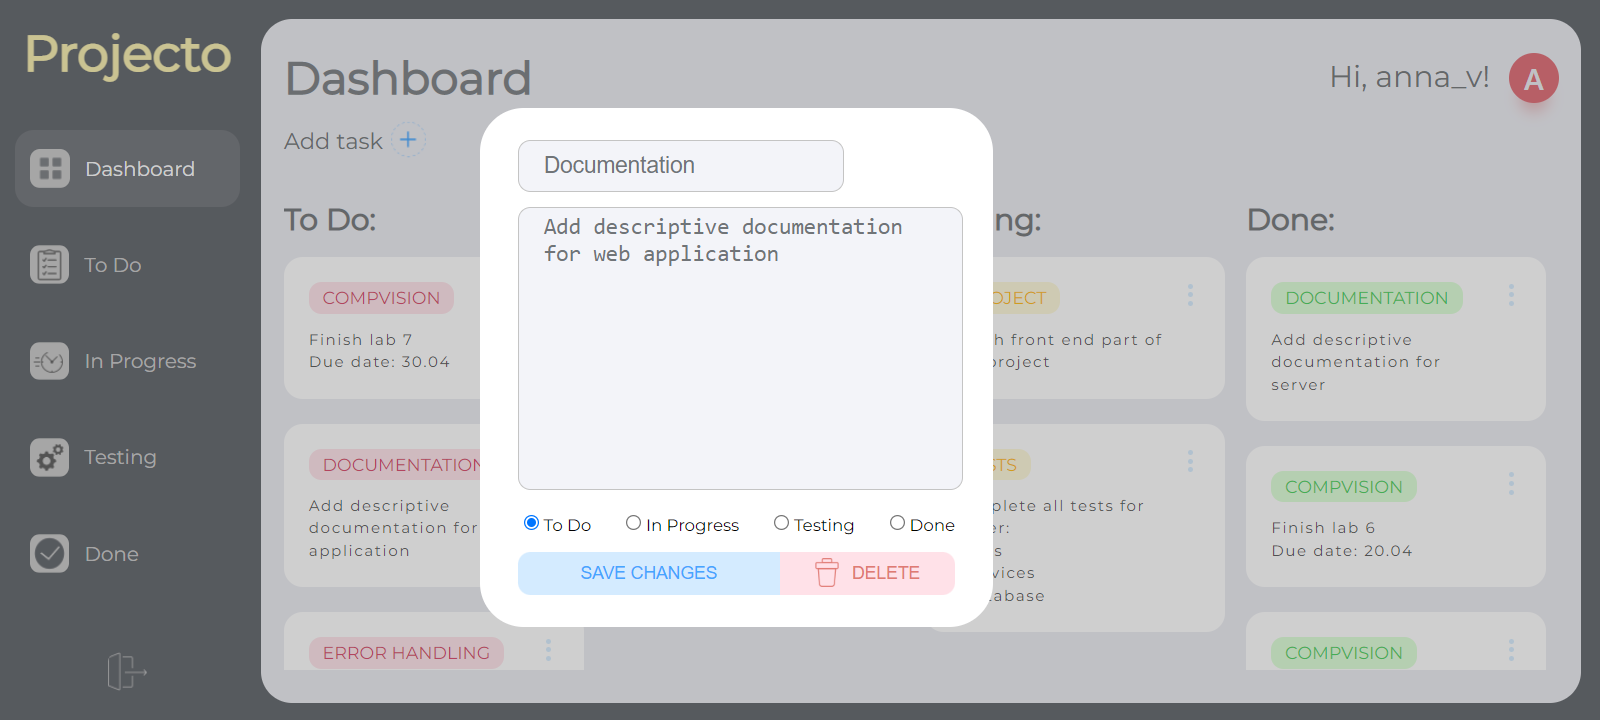 Projecto
Dashboard
To Do
In Progress
Testing
Done
Dashboard
Hi, anna_v!
A
Add task
To Do:
COMPVISION
Finish lab 7
Due date: 30.04
DOCUMENTATION
Add descriptive
documentation for
application
ERROR HANDLING
Documentation
Add descriptive documentation
for web application
To Do In Progress Testing Done
SAVE CHANGES DELETE
ng:
OJECT
h front end part of
project
STS
plete all tests for
er:
s
vices
tabase
Done:
DOCUMENTATION
Add descriptive
documentation for
server
COMPVISION
Finish lab 6
Due date: 20.04
COMPVISION